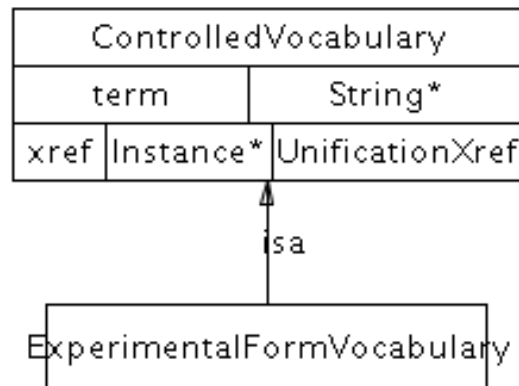 ControlledVocabulary
term String*
xref Instance* UnificationXref
isa
ExperimentalFormVocabulary